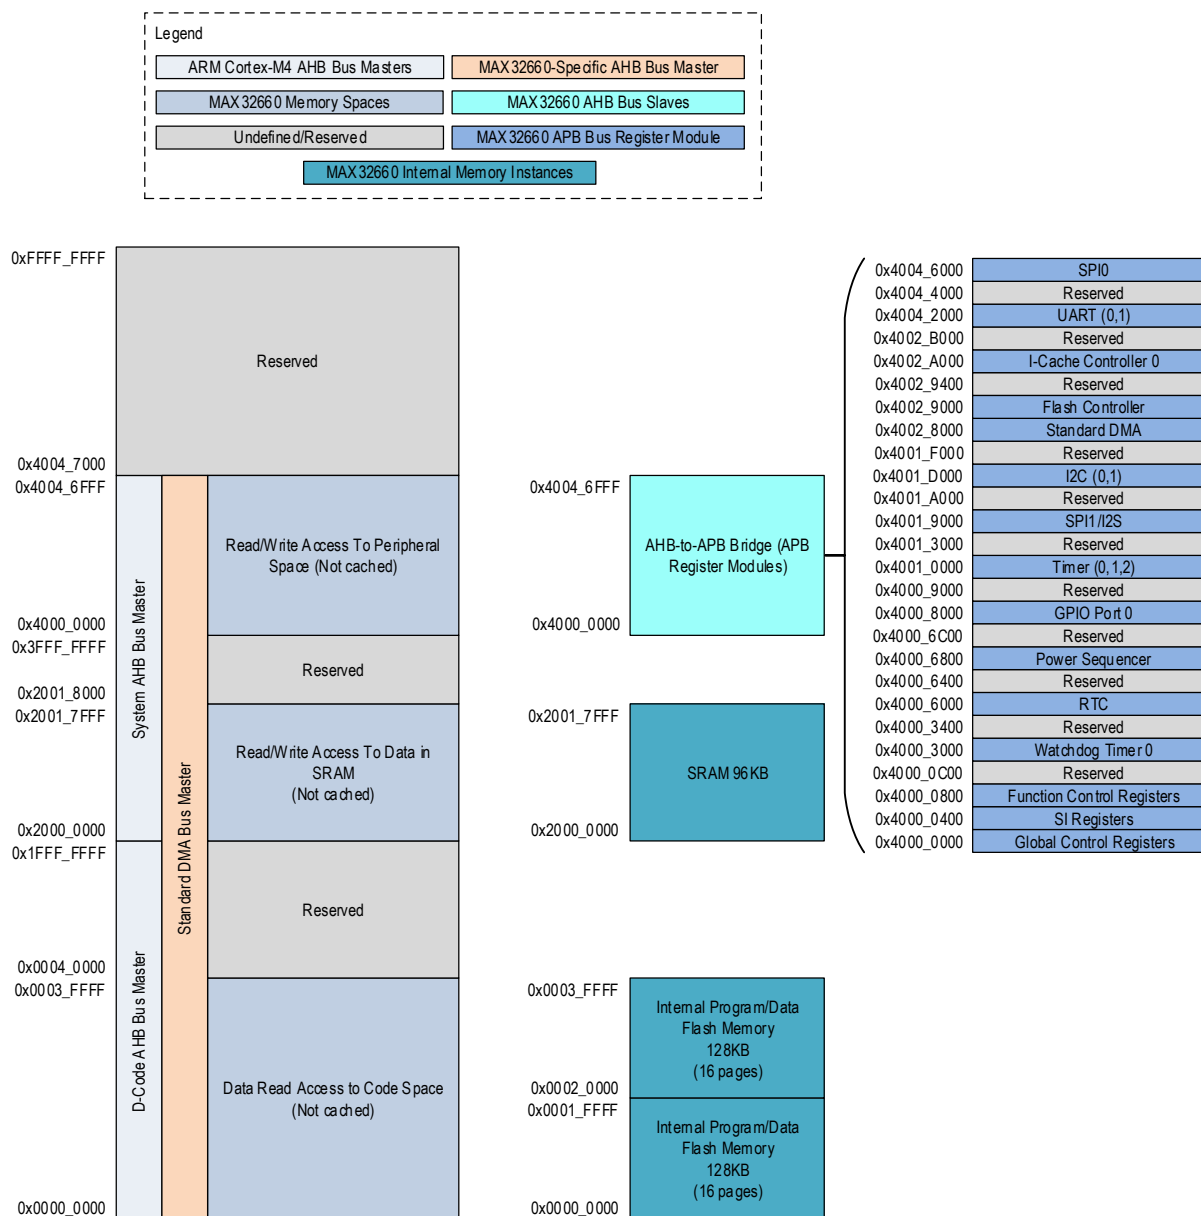 Legend
ARM Cortex-M4 AHB Bus Masters
MAX32660-Specific AHB Bus Master
MAX32660 Memory Spaces
MAX32660 AHB Bus Slaves
Undefined/Reserved
MAX32660 APB Bus Register Module
MAX32660 Internal Memory Instances
0xFFFF_FFFF
Reserved
0x4004_7000
0x4004_6FFF
Read/Write Access To Peripheral
Space (Not cached)
0x4000_0000
0x3FFF_FFFF
Reserved
0x2001_8000
0x2001_7FFF
Read/Write Access To Data in
SRAM
(Not cached)
0x2000_0000
0x1FFF_FFFF
Reserved
0x0004_0000
0x0003_FFFF
Data Read Access to Code Space
(Not cached)
0x0000_0000
System AHB Bus Master
D-Code AHB Bus Master
Standard DMA Bus Master
0x4004_6FFF
AHB-to-APB Bridge (APB
Register Modules)
0x4000_0000
0x2001_7FFF
SRAM 96KB
0x2000_0000
0x0003_FFFF
Internal Program/Data
Flash Memory
128KB
(16 pages)
0x0002_0000
0x0001_FFFF
Internal Program/Data
Flash Memory
128KB
(16 pages)
0x0000_0000
0x4004_6000 SPI0
0x4004_4000 Reserved
0x4004_2000 UART (0,1)
0x4002_B000 Reserved
0x4002_A000 I-Cache Controller 0
0x4002_9400 Reserved
0x4002_9000 Flash Controller
0x4002_8000 Standard DMA
0x4001_F000 Reserved
0x4001_D000 I2C (0,1)
0x4001_A000 Reserved
0x4001_9000 SPI1/I2S
0x4001_3000 Reserved
0x4001_0000 Timer (0,1,2)
0x4000_9000 Reserved
0x4000_8000 GPIO Port 0
0x4000_6C00 Reserved
0x4000_6800 Power Sequencer
0x4000_6400 Reserved
0x4000_6000 RTC
0x4000_3400 Reserved
0x4000_3000 Watchdog Timer 0
0x4000_0C00 Reserved
0x4000_0800 Function Control Registers
0x4000_0400 SI Registers
0x4000_0000 Global Control Registers